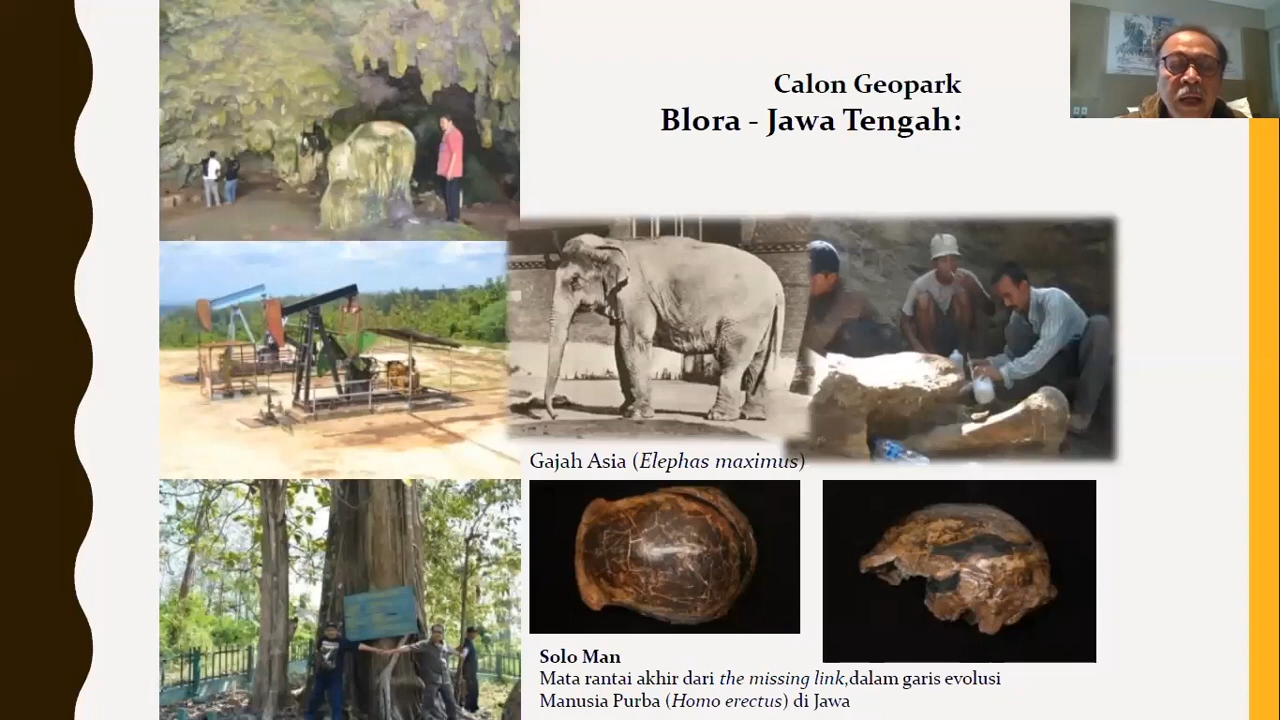 Calon Geopark
Blora - Jawa Tengah:
Gajah Asia (Elephas maximus)
Solo Man
Mata rantai akhir dari the missing link,dalam garis evolusi
Manusia Purba (Homo erectus) di Jawa